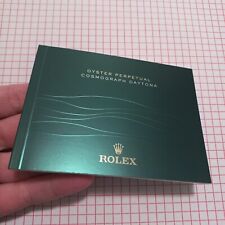 OYSTER PERPETUAL
COSMOGRAPH DAYTONA
ROLEX